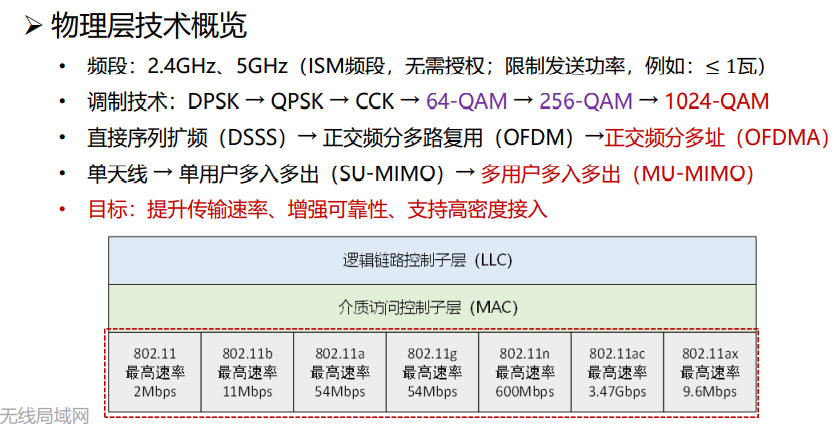 ➢ 物理层技术概览
• 频段：2.4GHz、5GHz（ISM频段，无需授权；限制发送功率，例如：≤ 1瓦）
• 调制技术：DPSK → QPSK → CCK → 64-QAM → 256-QAM → 1024-QAM
• 直接序列扩频（DSSS）→ 正交频分多路复用（OFDM）→正交频分多址（OFDMA）
• 单天线 → 单用户多入多出（SU-MIMO）→ 多用户多入多出（MU-MIMO）
• 目标：提升传输速率、增强可靠性、支持高密度接入
逻辑链路控制子层（LLC）
介质访问控制子层（MAC）
802.11 802.11b 802.11a 802.11g 802.11n 802.11ac 802.11ax
最高速率 最高速率 最高速率 最高速率 最高速率 最高速率 最高速率
2Mbps 11Mbps 54Mbps 54Mbps 600Mbps 3.47Gbps 9.6Mbps
无线局域网